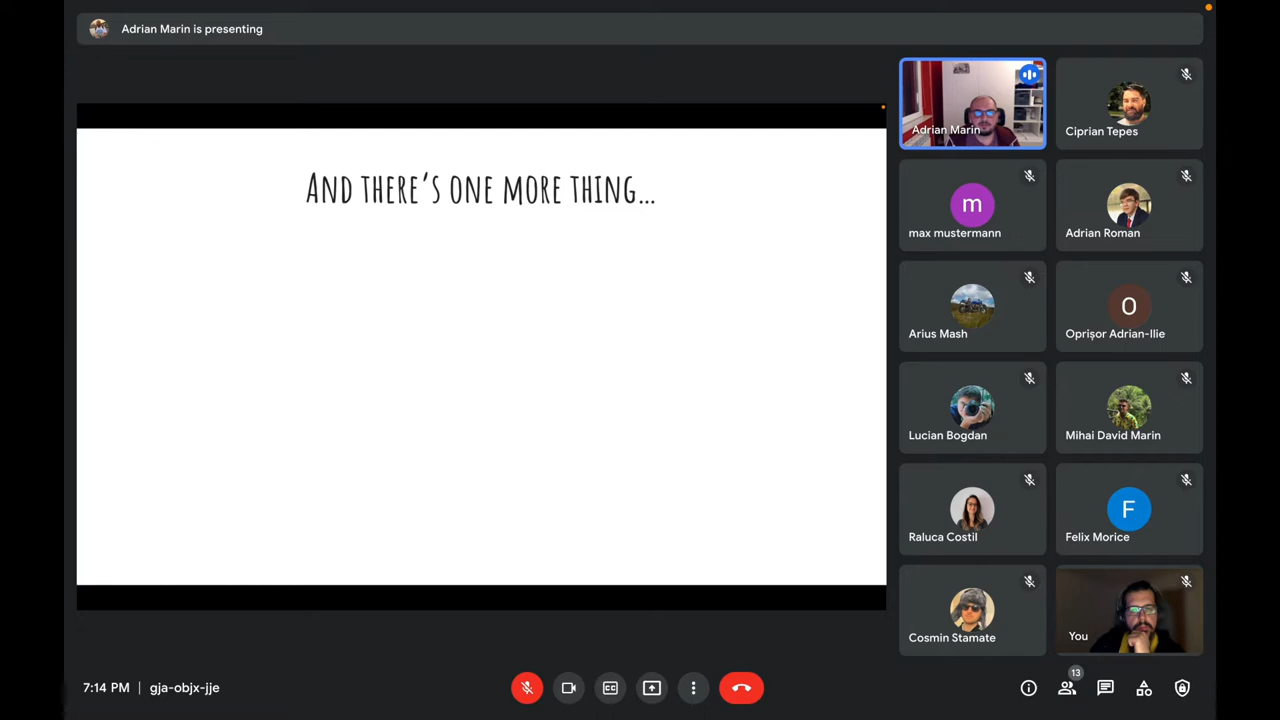 Adrian Marin is presenting
And there's one more thing...
Adrian Marin
Ciprian Tepes
m
max mustermann
Adrian Roman
Arius Mash
O
Oprișor Adrian-Ilie
Lucian Bogdan
Mihai David Marin
Raluca Costil
F
Felix Morice
Cosmin Stamate
You
7:14 PM | gja-objx-jje
CC
13